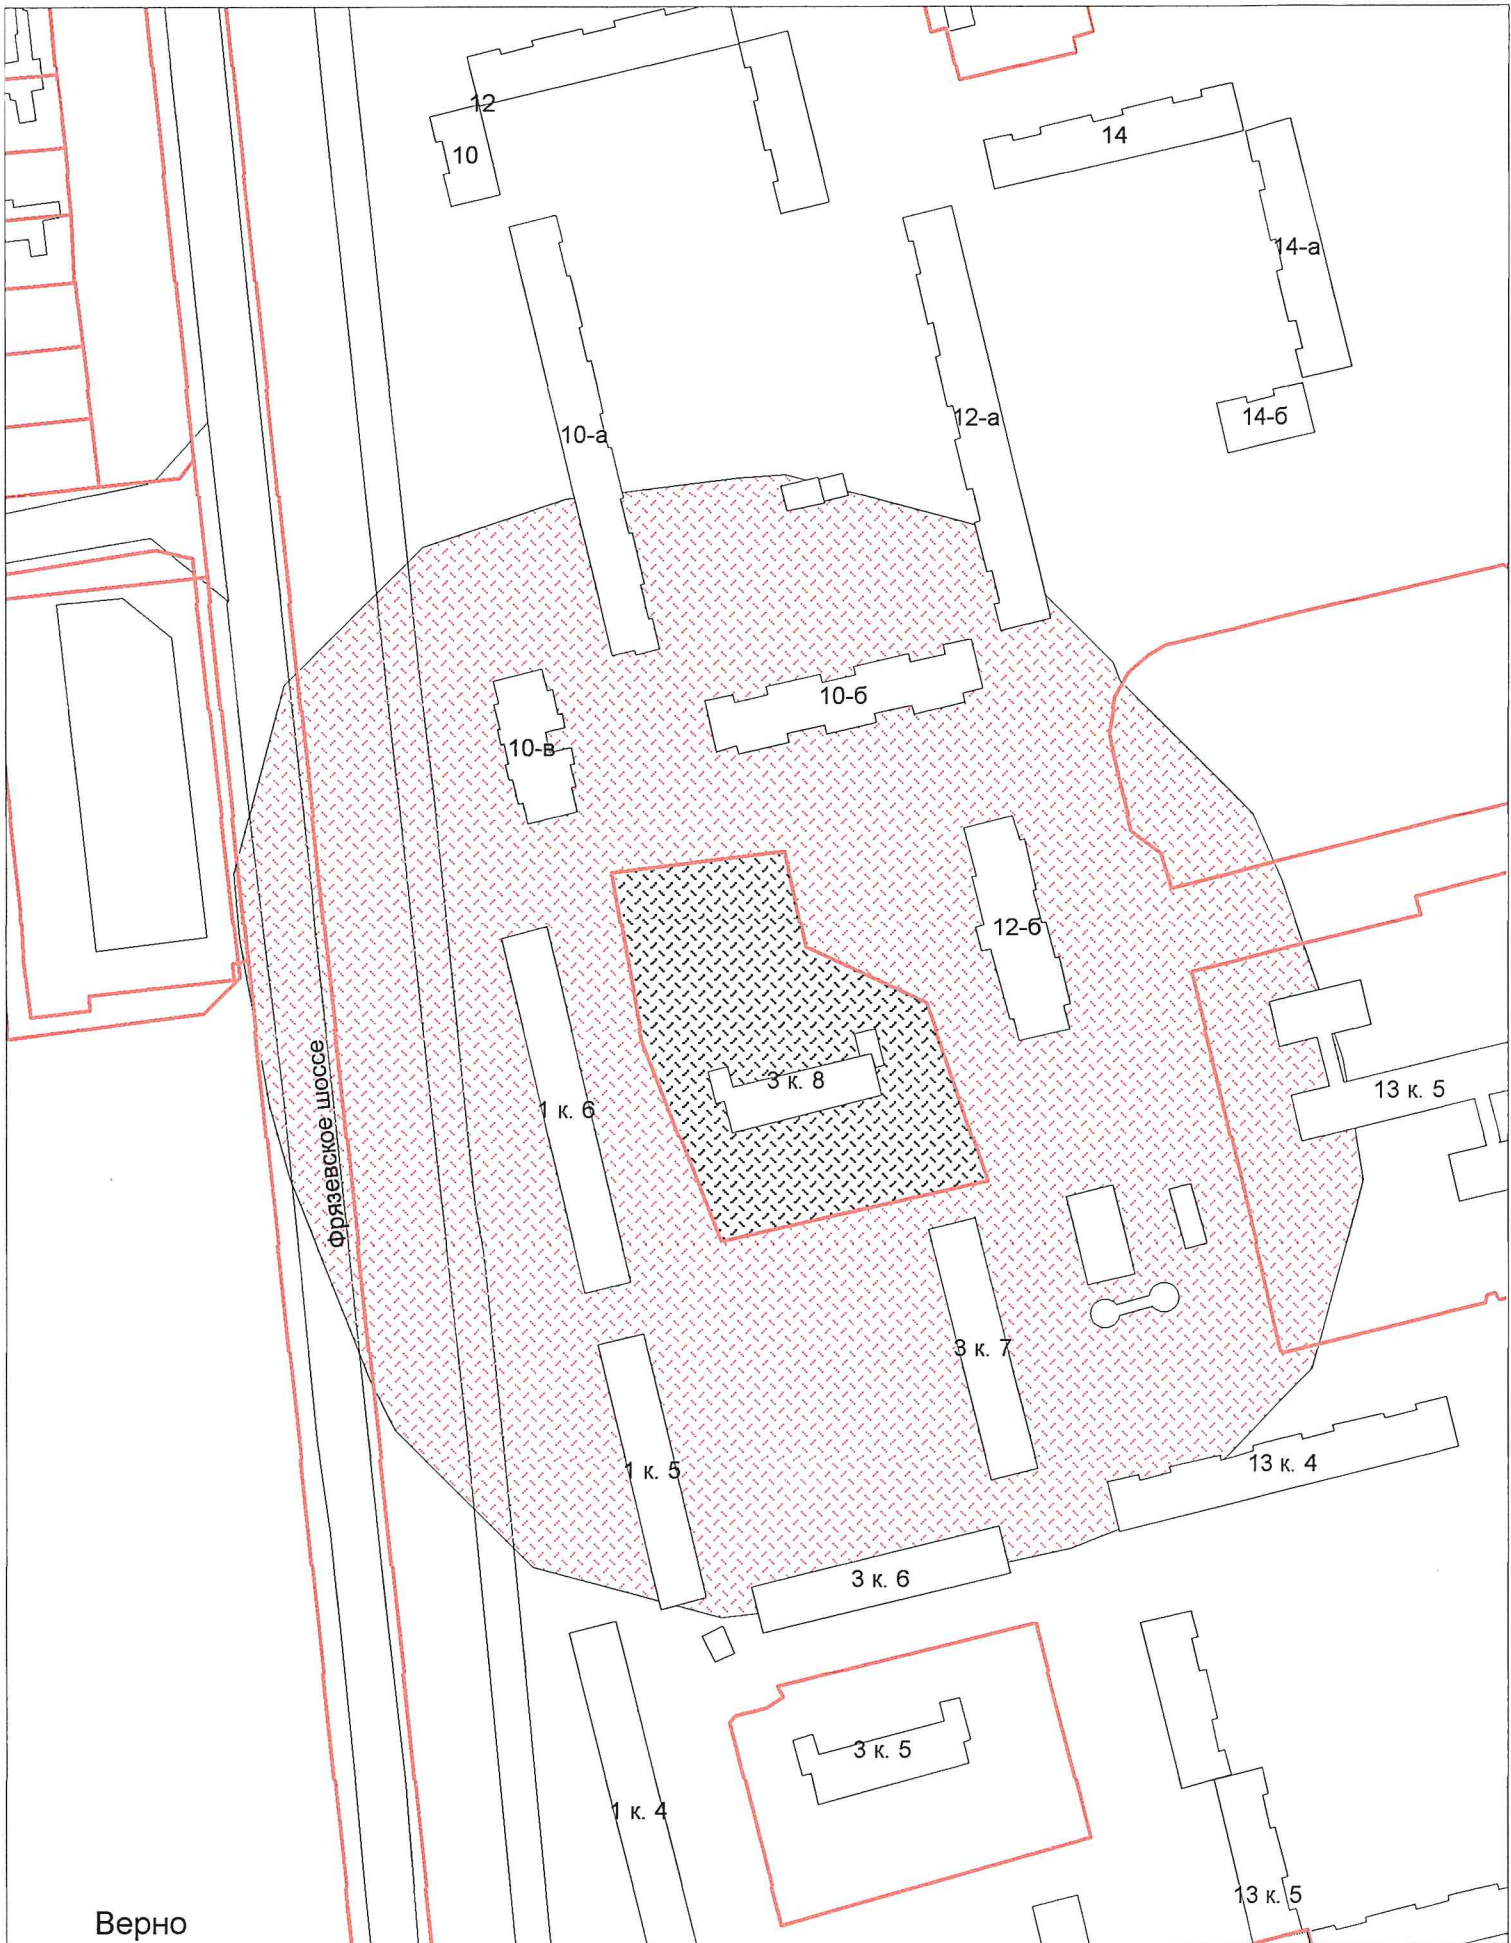 12
10
14
14-а
10-а
12-а
14-б
10-б
10-в
12-б
3 к. 8
1 к. 6
13 к. 5
Фрязевское шоссе
3 к. 7
1 к. 5
13 к. 4
3 к. 6
3 к. 5
1 к. 4
13 к. 5
Верно